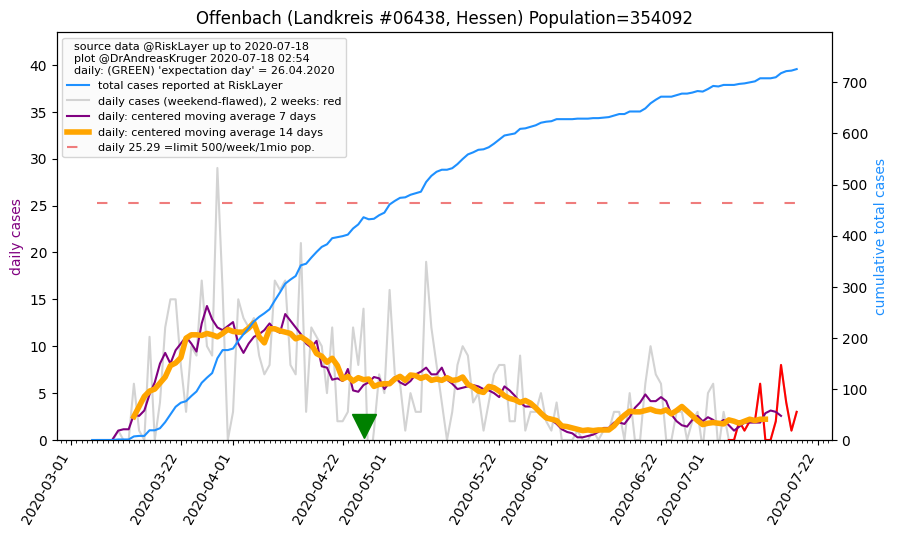 Offenbach (Landkreis #06438, Hessen) Population=354092
source data @RiskLayer up to 2020-07-18
plot @DrAndreasKruger 2020-07-18 02:54
daily: (GREEN) 'expectation day' = 26.04.2020
total cases reported at RiskLayer
daily cases (weekend-flawed), 2 weeks: red
daily: centered moving average 7 days
daily: centered moving average 14 days
daily 25.29 =limit 500/week/1mio pop.
daily cases
40
35
30
25
20
15
10
5
0
cumulative total cases
700
600
500
400
300
200
100
0
2020-03-01
2020-03-22
2020-04-01
2020-04-22
2020-05-01
2020-05-22
2020-06-01
2020-06-22
2020-07-01
2020-07-22